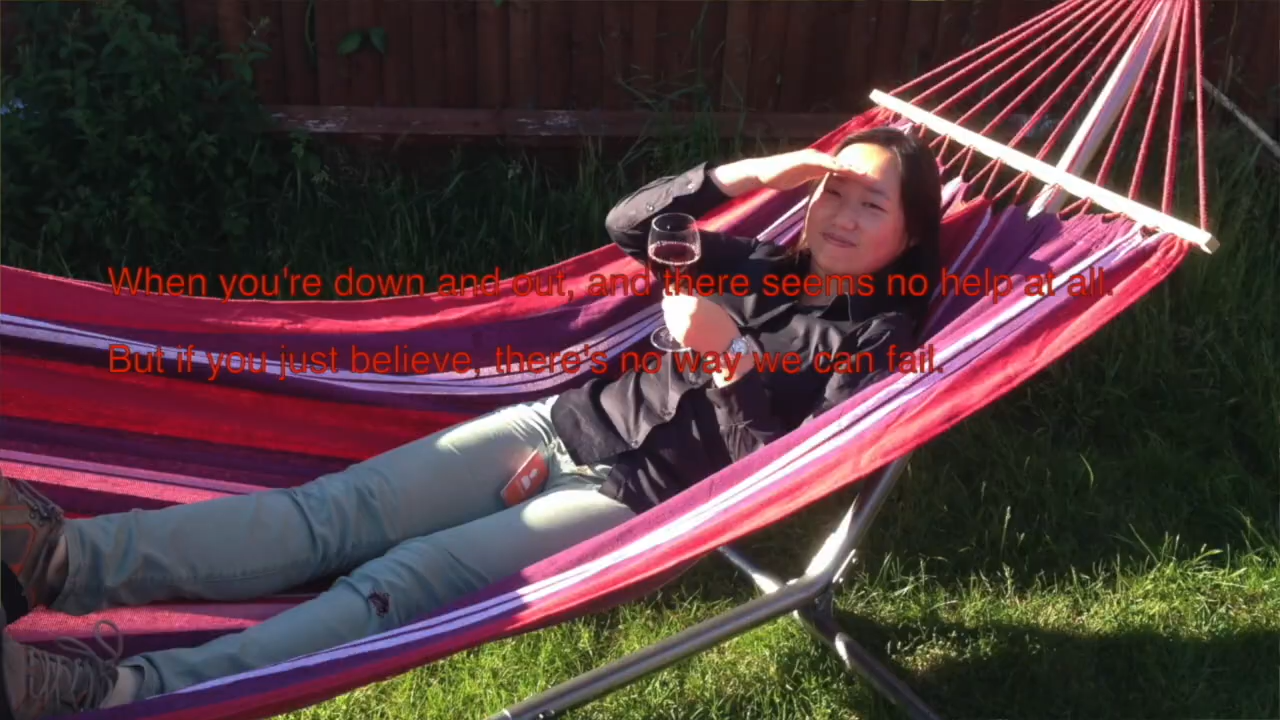 When you're down and out, and there seems no help at all.
But if you just believe, there's no way we can fail.